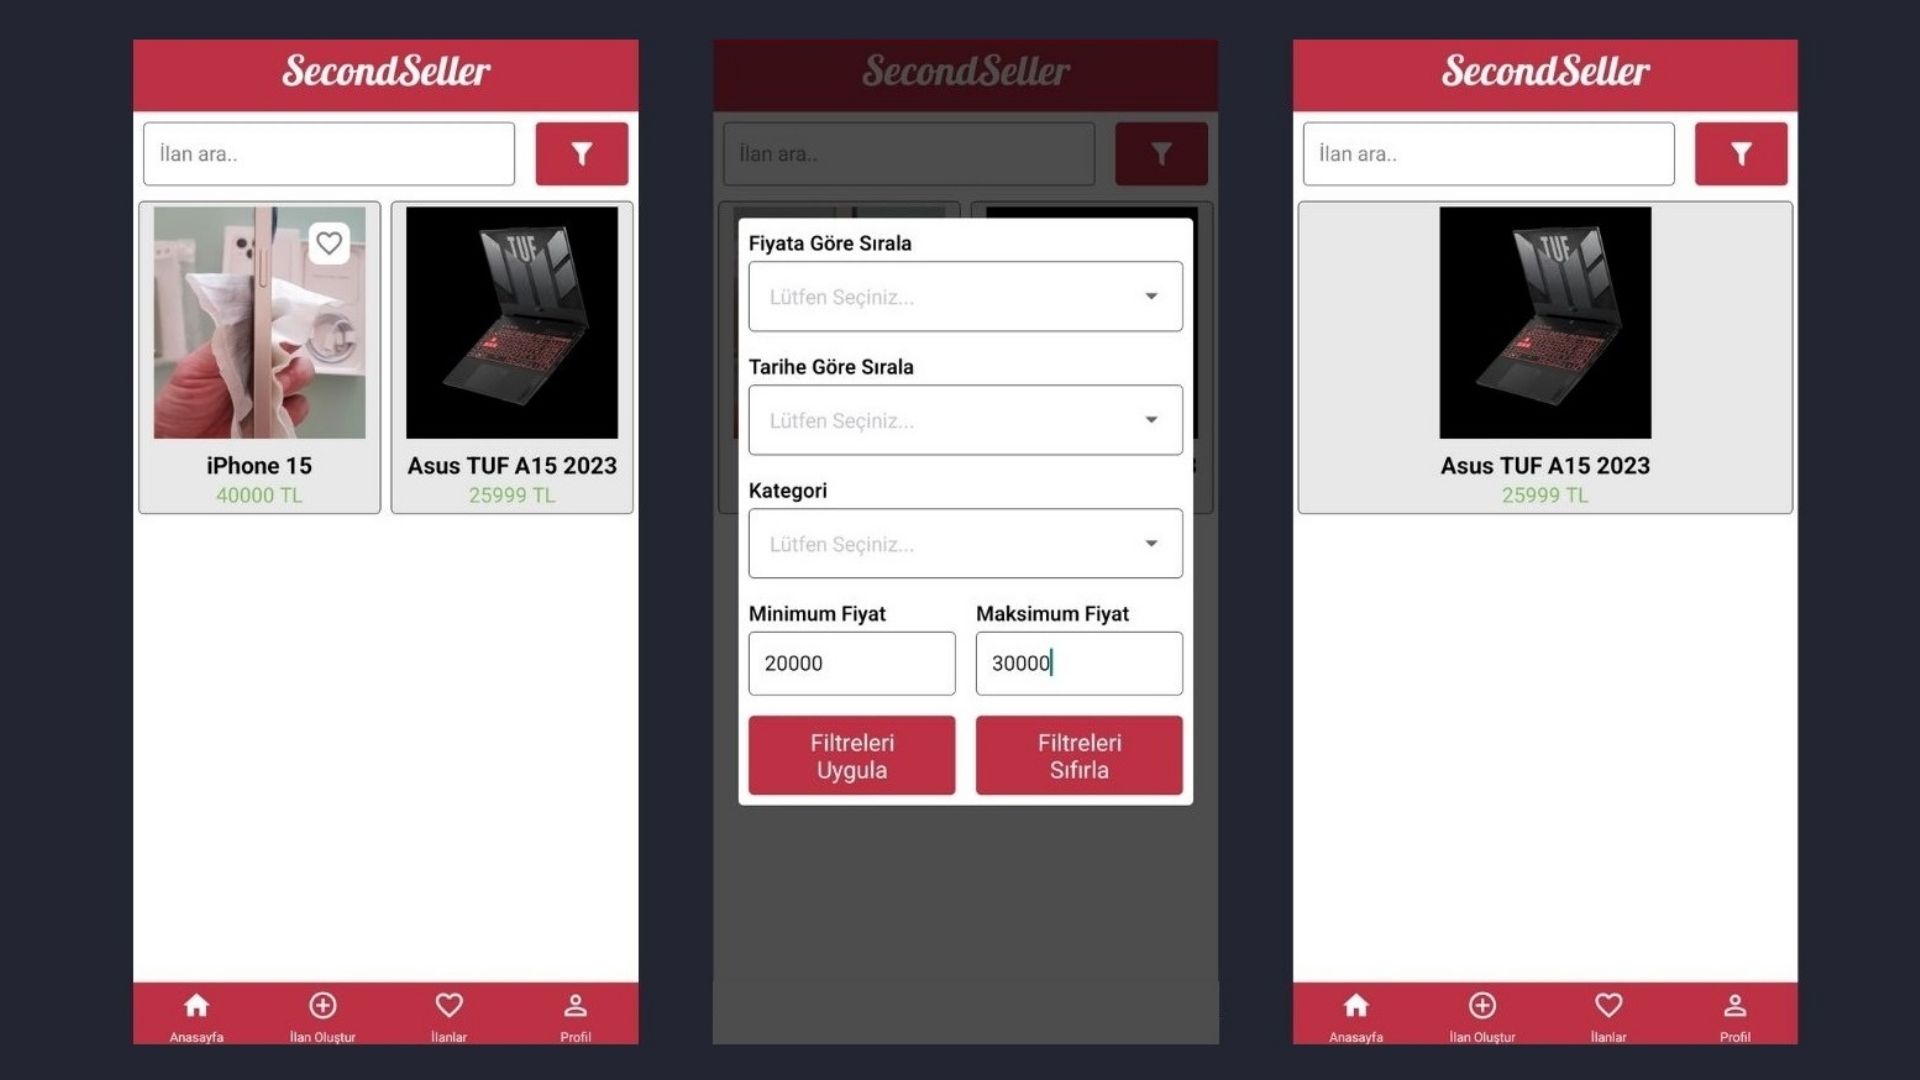 SecondSeller
İlan ara..
iPhone 15
40000 TL
TUF
Asus TUF A15 2023
25999 TL
Anasayfa
İlan Oluştur
İlanlar
Profil
SecondSeller
İlan ara..
Fiyata Göre Sırala
Lütfen Seçiniz...
Tarihe Göre Sırala
Lütfen Seçiniz...
Kategori
Lütfen Seçiniz...
Minimum Fiyat
Maksimum Fiyat
20000
30000
Filtreleri
Uygula
Filtreleri
Sıfırla
SecondSeller
İlan ara..
TUF
Asus TUF A15 2023
25999 TL
Anasayfa
İlan Oluştur
İlanlar
Profil